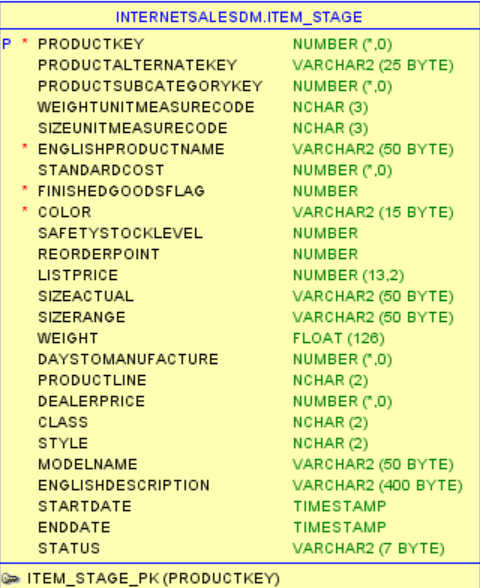 INTERNETSALESDM.ITEM_STAGE
P * PRODUCTKEY NUMBER (*,0)
PRODUCTALTERNATEKEY VARCHAR2 (25 BYTE)
PRODUCTSUBCATEGORYKEY NUMBER (*,0)
WEIGHTUNITMEASURECODE NCHAR (3)
SIZEUNITMEASURECODE NCHAR (3)
* ENGLISHPRODUCTNAME VARCHAR2 (50 BYTE)
STANDARDCOST NUMBER (*,0)
* FINISHEDGOODSFLAG NUMBER
* COLOR VARCHAR2 (15 BYTE)
SAFETYSTOCKLEVEL NUMBER
REORDERPOINT NUMBER
LISTPRICE NUMBER (13,2)
SIZEACTUAL VARCHAR2 (50 BYTE)
SIZERANGE VARCHAR2 (50 BYTE)
WEIGHT FLOAT (126)
DAYSTOMANUFACTURE NUMBER (*,0)
PRODUCTLINE NCHAR (2)
DEALERPRICE NUMBER (*,0)
CLASS NCHAR (2)
STYLE NCHAR (2)
MODELNAME VARCHAR2 (50 BYTE)
ENGLISHDESCRIPTION VARCHAR2 (400 BYTE)
STARTDATE TIMESTAMP
ENDDATE TIMESTAMP
STATUS VARCHAR2 (7 BYTE)
ITEM_STAGE_PK (PRODUCTKEY)